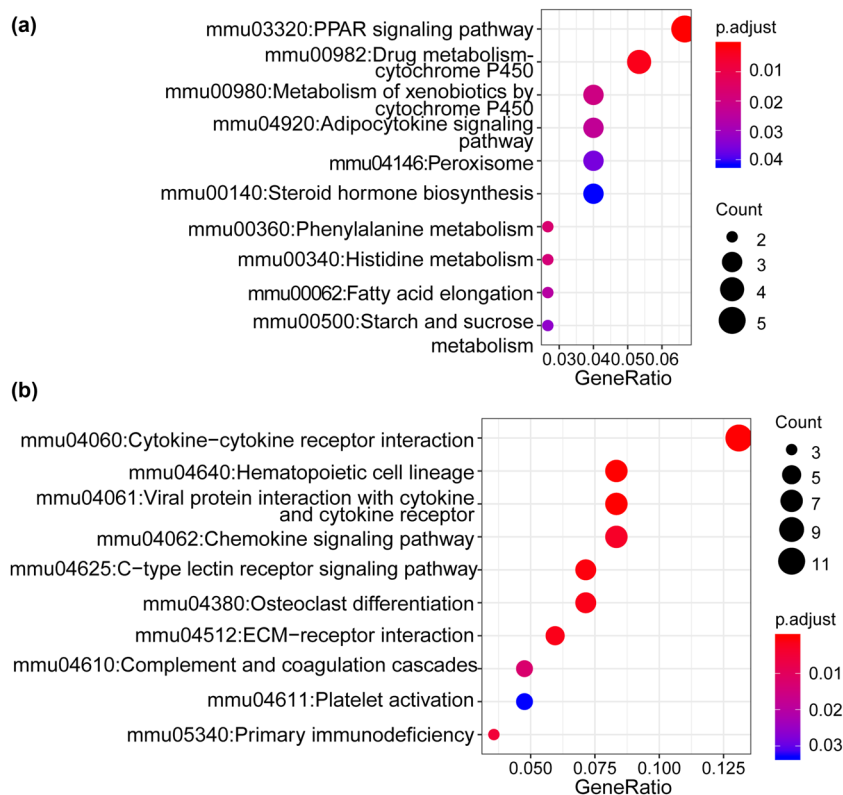 (a)
mmu03320:PPAR signaling pathway
mmu00982:Drug metabolism-
cytochrome P450
mmu00980:Metabolism of xenobiotics by
cytochrome P450
mmu04920:Adipocytokine signaling
pathway
mmu04146:Peroxisome
mmu00140:Steroid hormone biosynthesis
mmu00360:Phenylalanine metabolism
mmu00340:Histidine metabolism
mmu00062:Fatty acid elongation
mmu00500:Starch and sucrose
metabolism
0.030.040.050.06
GeneRatio
p.adjust
0.01
0.02
0.03
0.04
Count
2
3
4
5
(b)
mmu04060:Cytokine−cytokine receptor interaction
mmu04640:Hematopoietic cell lineage
mmu04061:Viral protein interaction with cytokine
and cytokine receptor
mmu04062:Chemokine signaling pathway
mmu04625:C−type lectin receptor signaling pathway
mmu04380:Osteoclast differentiation
mmu04512:ECM−receptor interaction
mmu04610:Complement and coagulation cascades
mmu04611:Platelet activation
mmu05340:Primary immunodeficiency
0.050 0.075 0.100 0.125
GeneRatio
Count
3
5
7
9
11
p.adjust
0.01
0.02
0.03